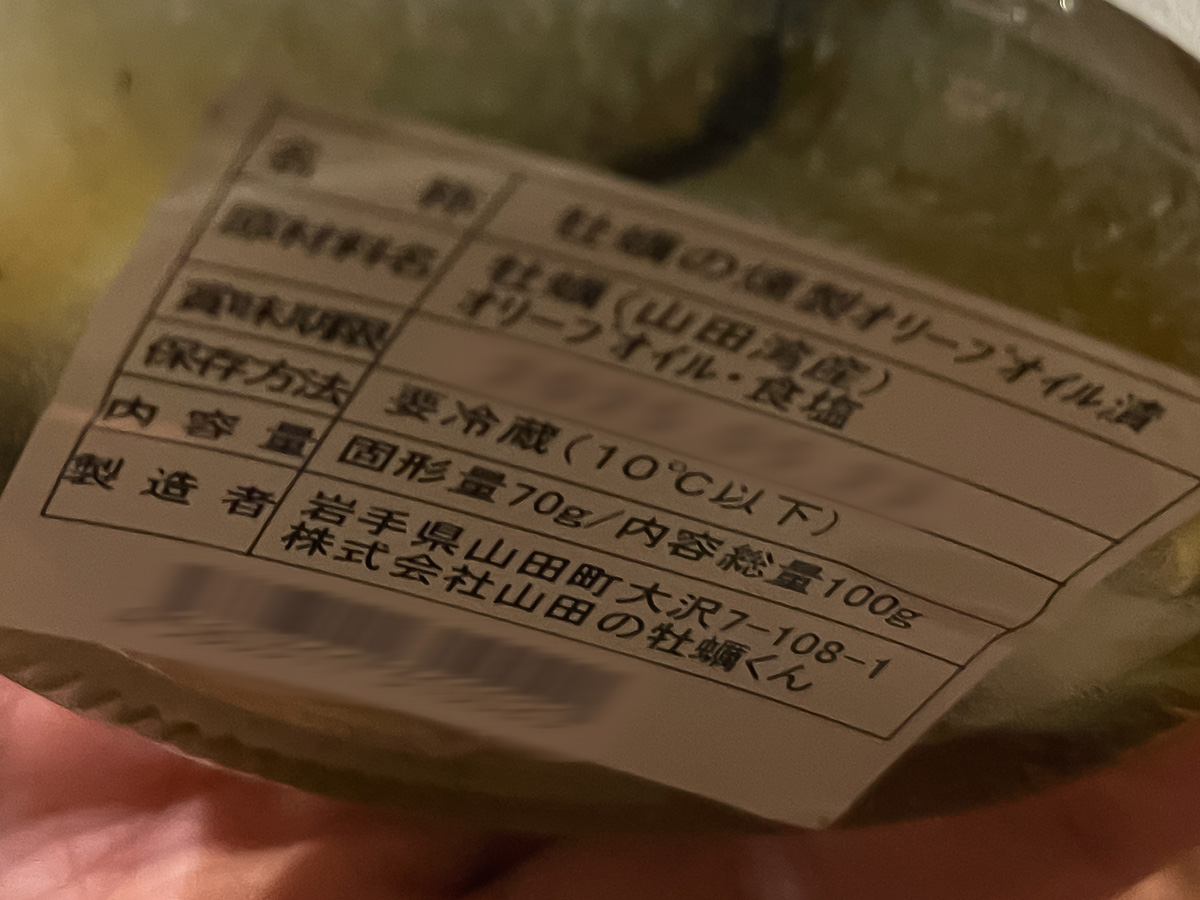 名称 牡蠣の燻製オリーブオイル漬
原材料名 牡蠣(山田湾産)
オリーブオイル・食塩
賞味期限
保存方法 要冷蔵(10℃以下)
内容量 固形量70g/内容総量100g
製造者 岩手県山田町大沢7-108-1
株式会社山田の牡蠣くん